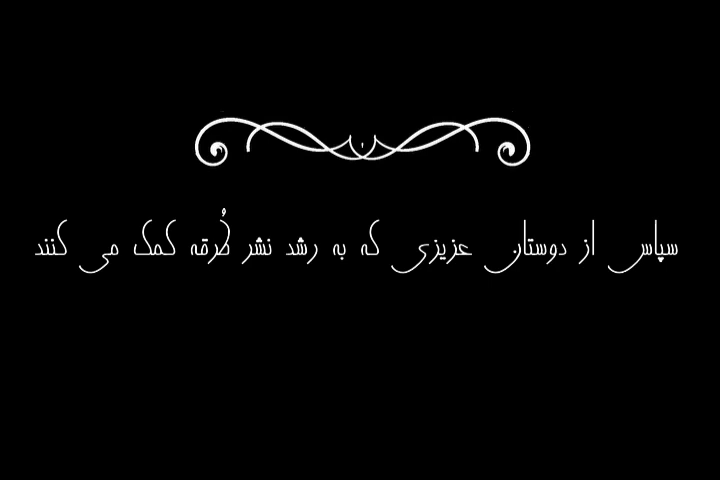 سپاس از دوستان عزیزی که به رشد نشر طُرقه کمک می کنند